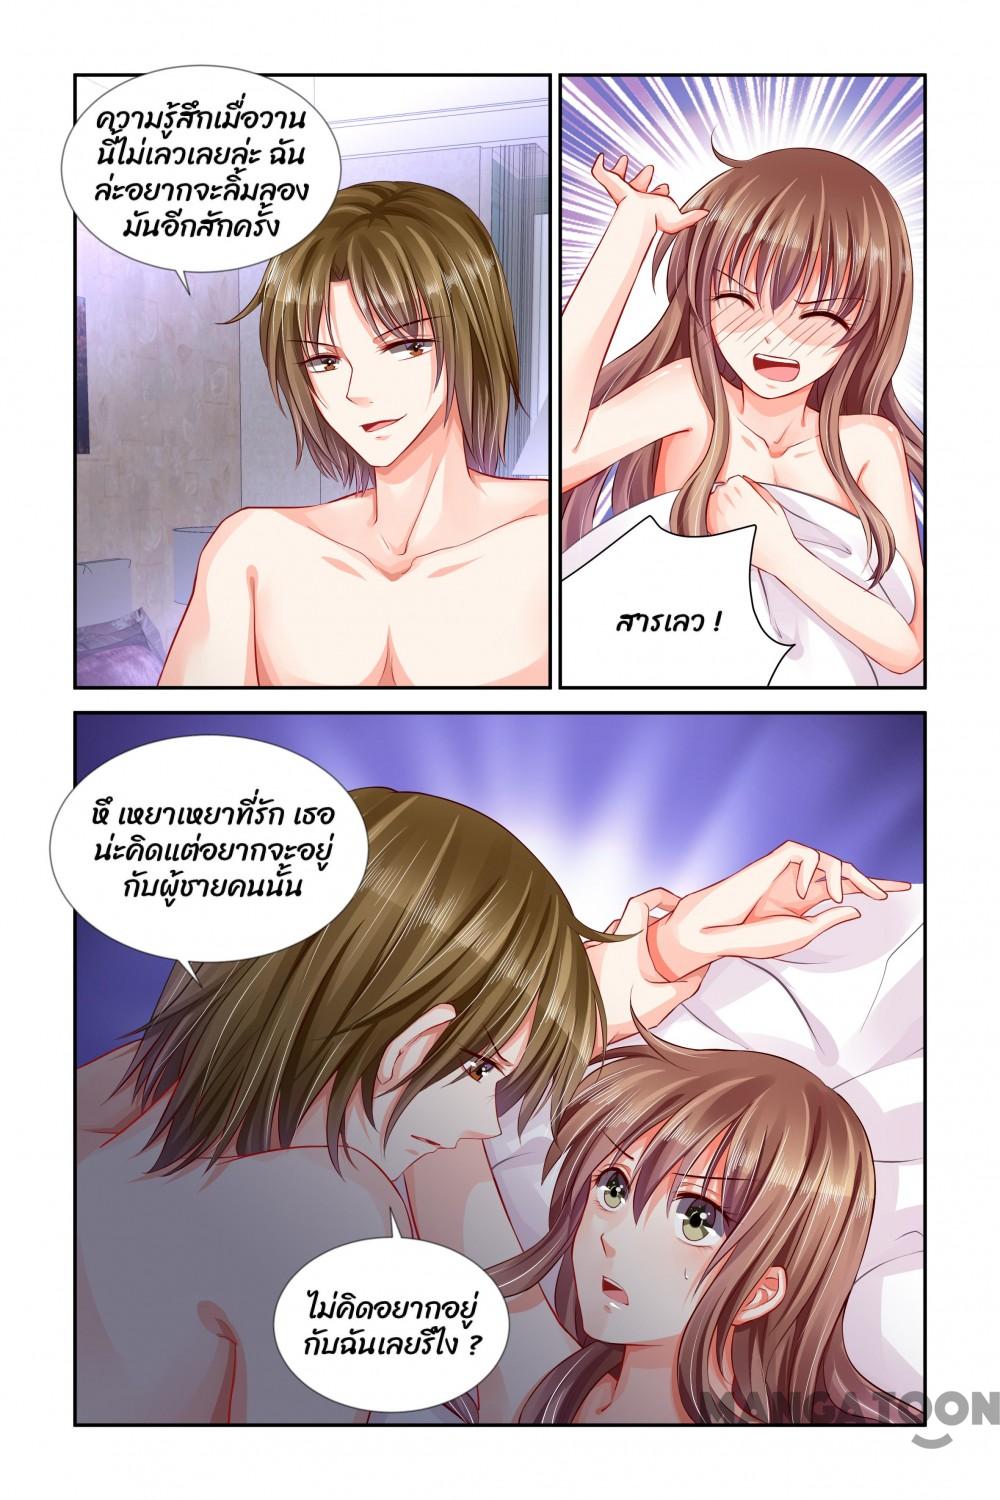 ความรู้สึกเมื่อวาน
นี้ไม่เลวเลยล่ะ ฉัน
ล่ะอยากจะลิ้มลอง
มันอีกสักครั้ง
สารเลว !
หึ เหยาเหยาที่รัก เธอ
น่ะคิดแต่อยากจะอยู่
กับผู้ชายคนนั้น
ไม่คิดอยากอยู่
กับฉันเลยรึไง ?
MANGATOON